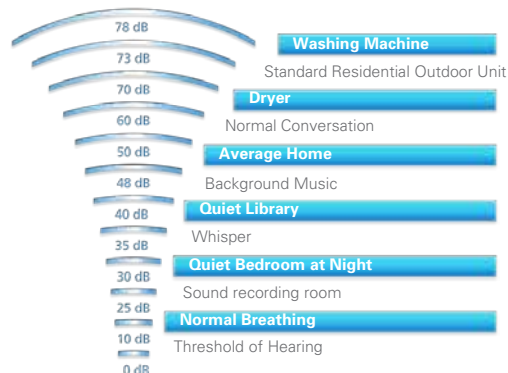 78 dB
Washing Machine
73 dB
Standard Residential Outdoor Unit
70 dB
Dryer
60 dB
Normal Conversation
50 dB
Average Home
48 dB
Background Music
40 dB
Quiet Library
35 dB
Whisper
30 dB
Quiet Bedroom at Night
25 dB
Sound recording room
10 dB
Normal Breathing
0 dB
Threshold of Hearing